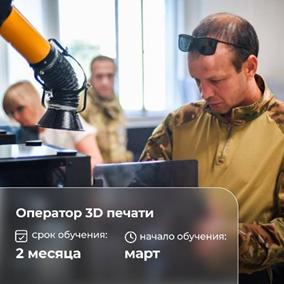 Оператор 3D печати
срок обучения:
2 месяца
начало обучения:
март